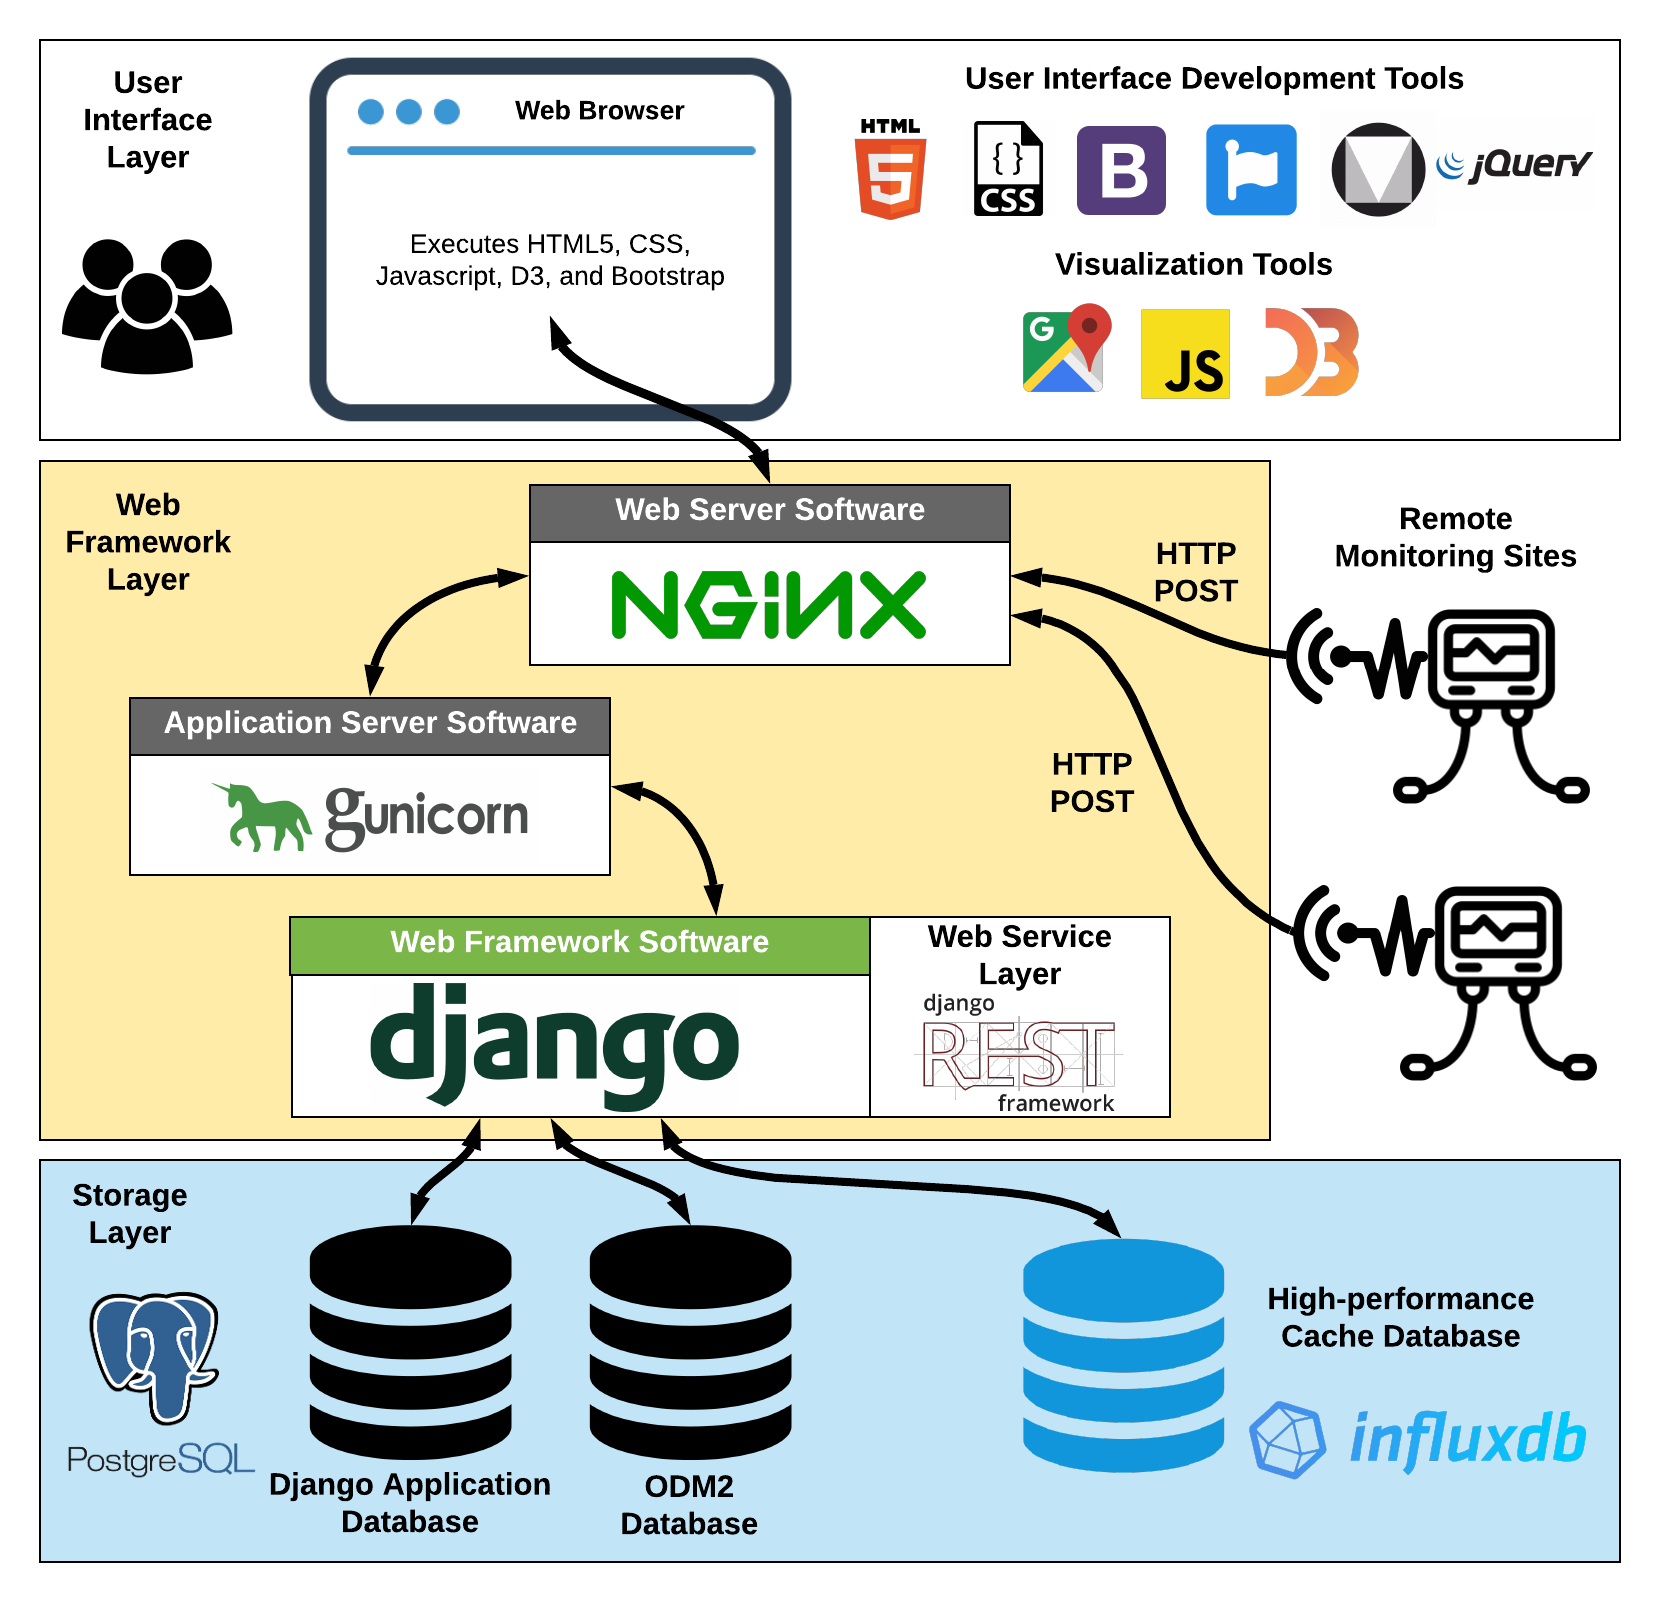 User
Interface
Layer
Web Browser
Executes HTML5, CSS,
Javascript, D3, and Bootstrap
User Interface Development Tools
HTML
5
{ }
CSS
B
jQuery
Visualization Tools
G
JS
D3
Web
Framework
Layer
Web Server Software
NGiNX
HTTP
POST
Remote
Monitoring Sites
Application Server Software
gunicorn
HTTP
POST
Web Framework Software
django
Web Service
Layer
django
REST
framework
Storage
Layer
PostgreSQL
Django Application
Database
ODM2
Database
High-performance
Cache Database
influxdb